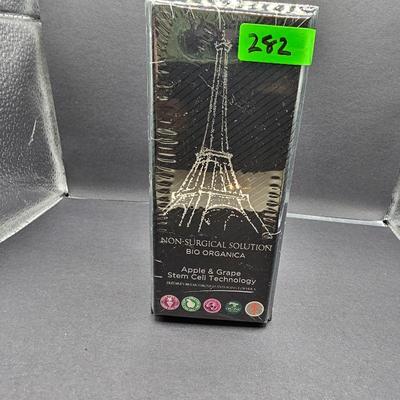 282
NON-SURGICAL SOLUTION
BIO ORGANICA
Apple & Grape
Stem Cell Technology